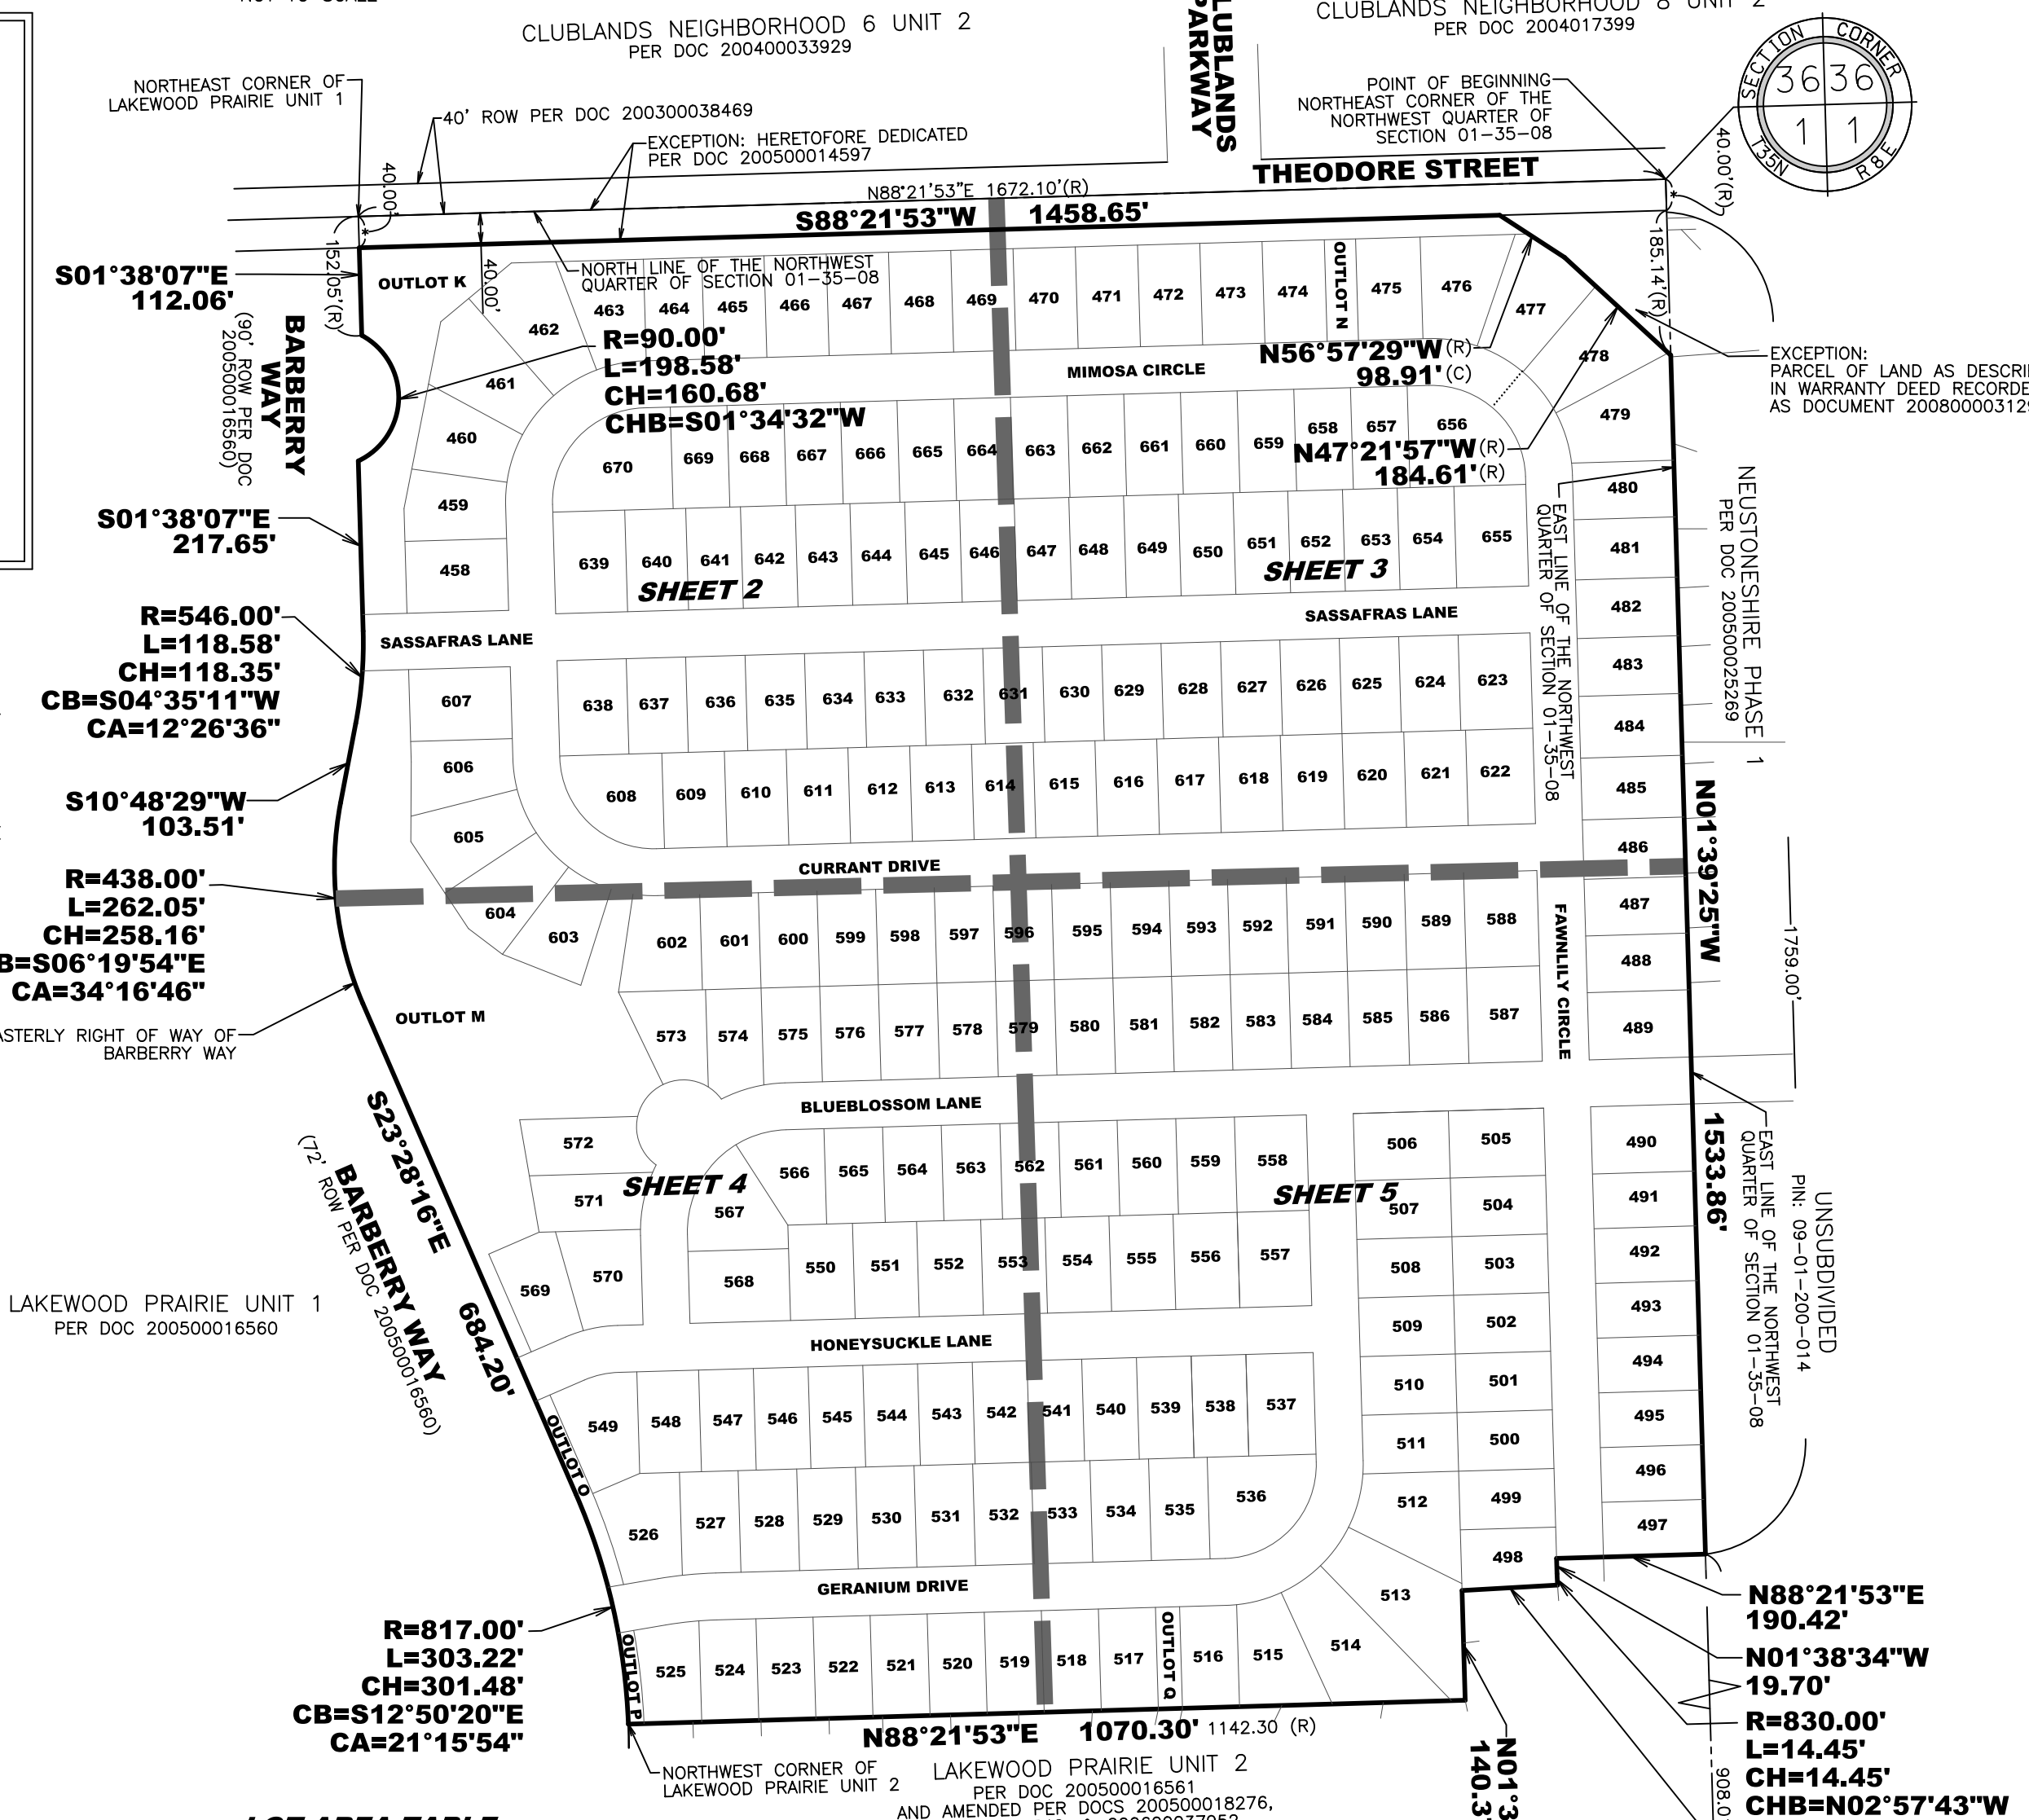 CLUBLANDS NEIGHBORHOOD 6 UNIT 2
PER DOC 200400033929
CLUBLANDS NEIGHBORHOOD 8 UNIT 2
PER DOC 2004017399
PARKWAY
SECTION CORNER
36 36
1 1
T35N R8E
NORTHEAST CORNER OF
LAKEWOOD PRAIRIE UNIT 1
40' ROW PER DOC 200300038469
EXCEPTION: HERETOFORE DEDICATED
PER DOC 200500014597
POINT OF BEGINNING
NORTHEAST CORNER OF THE
NORTHWEST QUARTER OF
SECTION 01-35-08
THEODORE STREET
N88°21'53"E 1672.10'(R)
S88°21'53"W 1458.65'
40.00'
152.05'(R)
40.00'
40.00'(R)
185.14'(R)
NORTH LINE OF THE NORTHWEST
QUARTER OF SECTION 01-35-08
S01°38'07"E
112.06'
BARBERRY
WAY
(90' ROW PER DOC
200500016560)
R=90.00'
L=198.58'
CH=160.68'
CHB=S01°34'32"W
N56°57'29"W(R)
98.91'(C)
N47°21'57"W(R)
184.61'(R)
EXCEPTION:
PARCEL OF LAND AS
IN WARRANTY DEED
AS DOCUMENT
OUTLOT K
462 463 464 465 466 467 468 469 470 471 472 473 474
OUTLOT N
475 476 477
478
479
MIMOSA CIRCLE
461
460
459
458
670 669 668 667 666 665 664 663 662 661 660 659 658 657 656
639 640 641 642 643 644 645 646 647 648 649 650 651 652 653 654 655
SHEET 2
SHEET 3
SASSAFRAS LANE
SASSAFRAS LANE
480
481
482
483
484
485
486
EAST LINE OF THE NORTHWEST
QUARTER OF SECTION 01-35-08
NEUSTONESHIRE PHASE 1
PER DOC 200500025269
S01°38'07"E
217.65'
R=546.00'
L=118.58'
CH=118.35'
CB=S04°35'11"W
CA=12°26'36"
S10°48'29"W
103.51'
R=438.00'
L=262.05'
CH=258.16'
B=S06°19'54"E
CA=34°16'46"
RIGHT OF WAY OF
BARBERRY WAY
607
606
605
604
603
638 637 636 635 634 633 632 631 630 629 628 627 626 625 624 623
608 609 610 611 612 613 614 615 616 617 618 619 620 621 622
CURRANT DRIVE
N01°39'25"W
1533.86'
1759.00'
602 601 600 599 598 597 596 595 594 593 592 591 590 589 588
FAWNLILY CIRCLE
487
488
489
OUTLOT M
573 574 575 576 577 578 579 580 581 582 583 584 585 586 587
BLUEBLOSSOM LANE
572
571
570
569
SHEET 4
SHEET 5
566 565 564 563 562 561 560 559 558
567
568
550 551 552 553 554 555 556 557
506 505
507 504
508 503
509 502
510 501
511 500
512 499
498
490
491
492
493
494
495
496
497
EAST LINE OF THE NORTHWEST
QUARTER OF SECTION 01-35-08
UNSUBDIVIDED
PIN: 09-01-200-014
S23°28'16"E 684.20'
BARBERRY WAY
(72' ROW PER DOC 200500016560)
LAKEWOOD PRAIRIE UNIT 1
PER DOC 200500016560
HONEYSUCKLE LANE
549 548 547 546 545 544 543 542 541 540 539 538 537
OUTLOT O
526 527 528 529 530 531 532 533 534 535 536
GERANIUM DRIVE
OUTLOT P
525 524 523 522 521 520 519 518 517
OUTLOT Q
516 515 514
513
R=817.00'
L=303.22'
CH=301.48'
CB=S12°50'20"E
CA=21°15'54"
N88°21'53"E 1070.30' 1142.30 (R)
NORTHWEST CORNER OF
LAKEWOOD PRAIRIE UNIT 2
LAKEWOOD PRAIRIE UNIT 2
PER DOC 200500016561
AND AMENDED PER DOCS 200500018276,
N88°21'53"E
190.42'
N01°38'34"W
19.70'
R=830.00'
L=14.45'
CH=14.45'
CHB=N02°57'43"W